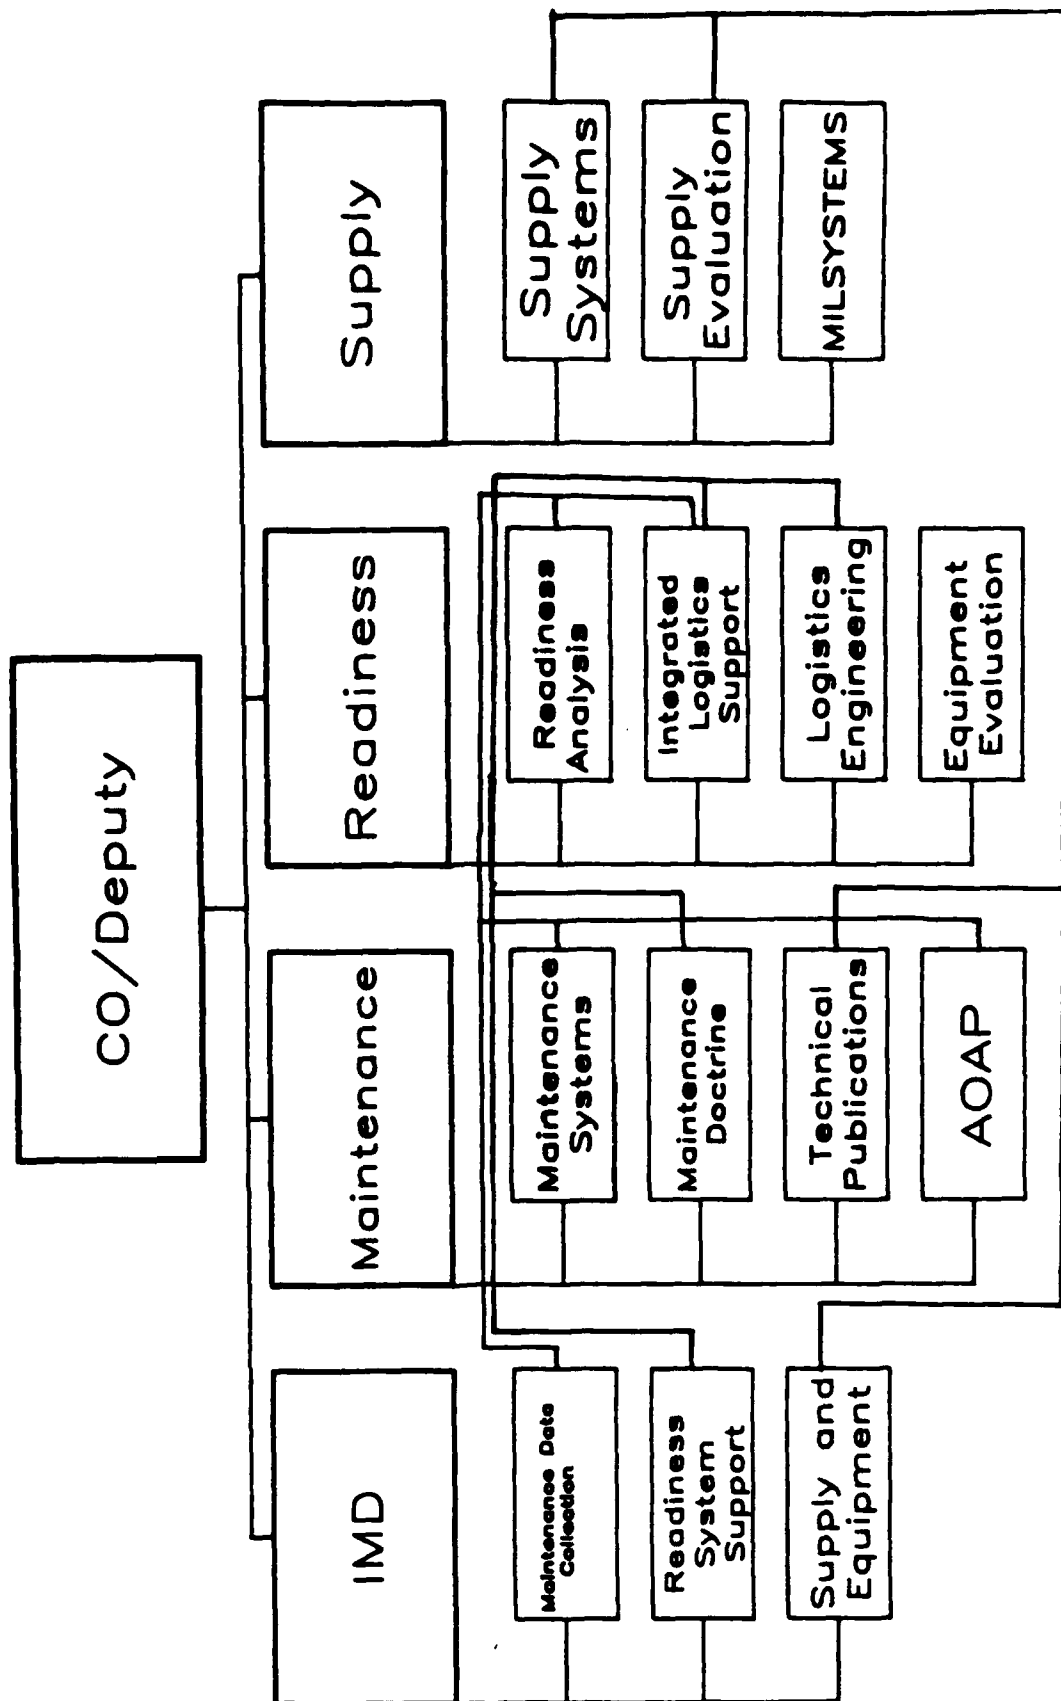 CO/Deputy
IMD
Maintenance
Readiness
Supply
Maintenance Data
Collection
Readiness
System
Support
Supply and
Equipment
Maintenance
Systems
Maintenance
Doctrine
Technical
Publications
AOAP
Readiness
Analysis
Integrated
Logistics
Support
Logistics
Engineering
Equipment
Evaluation
Supply
Systems
Supply
Evaluation
MILSYSTEMS